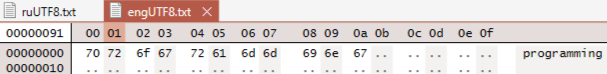 ruUTF8.txt engUTF8.txt
00000091 00 01 02 03 04 05 06 07 08 09 0a 0b 0c 0d 0e 0f
00000000 70 72 6f 67 72 61 6d 6d 69 6e 67 .. .. .. .. .. programming
00000010 .. .. .. .. .. .. .. .. .. .. .. .. .. .. .. ..